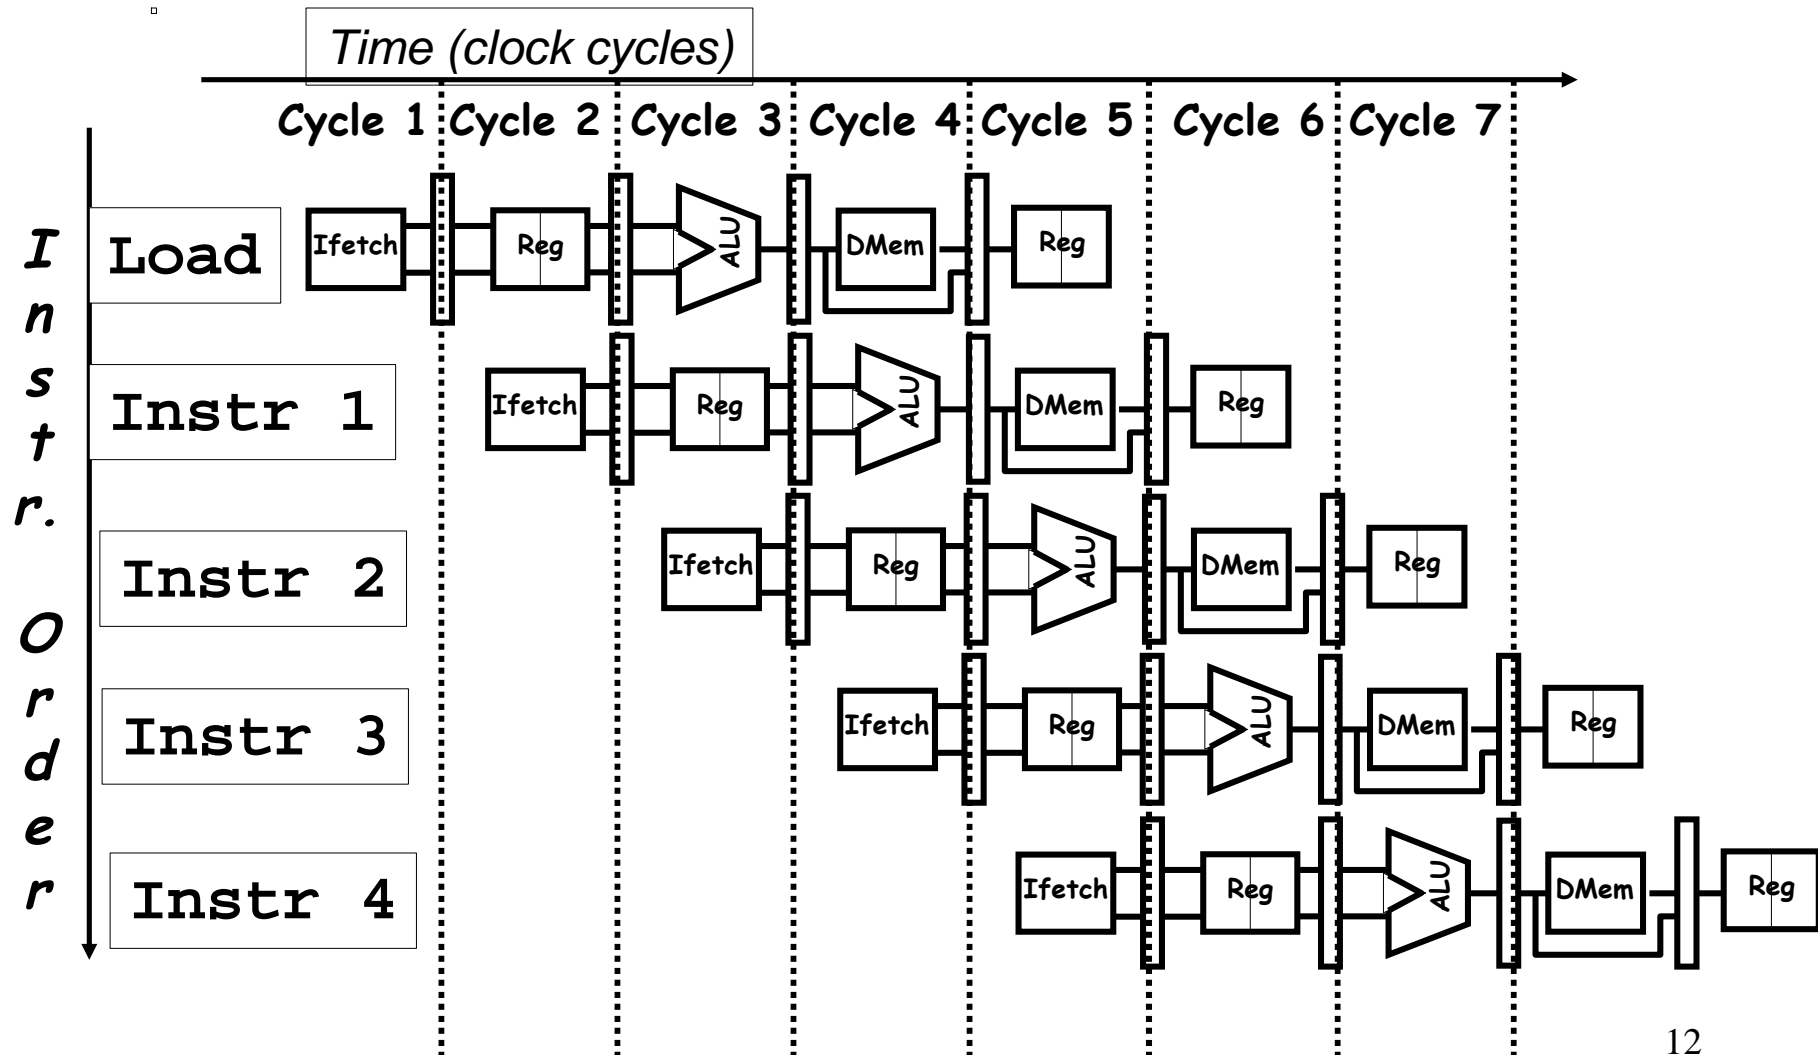 Time (clock cycles)
Cycle 1 Cycle 2 Cycle 3 Cycle 4 Cycle 5 Cycle 6 Cycle 7
Instr. Order
Load Ifetch Reg ALU DMem Reg
Instr 1 Ifetch Reg ALU DMem Reg
Instr 2 Ifetch Reg ALU DMem Reg
Instr 3 Ifetch Reg ALU DMem Reg
Instr 4 Ifetch Reg ALU DMem Reg
12